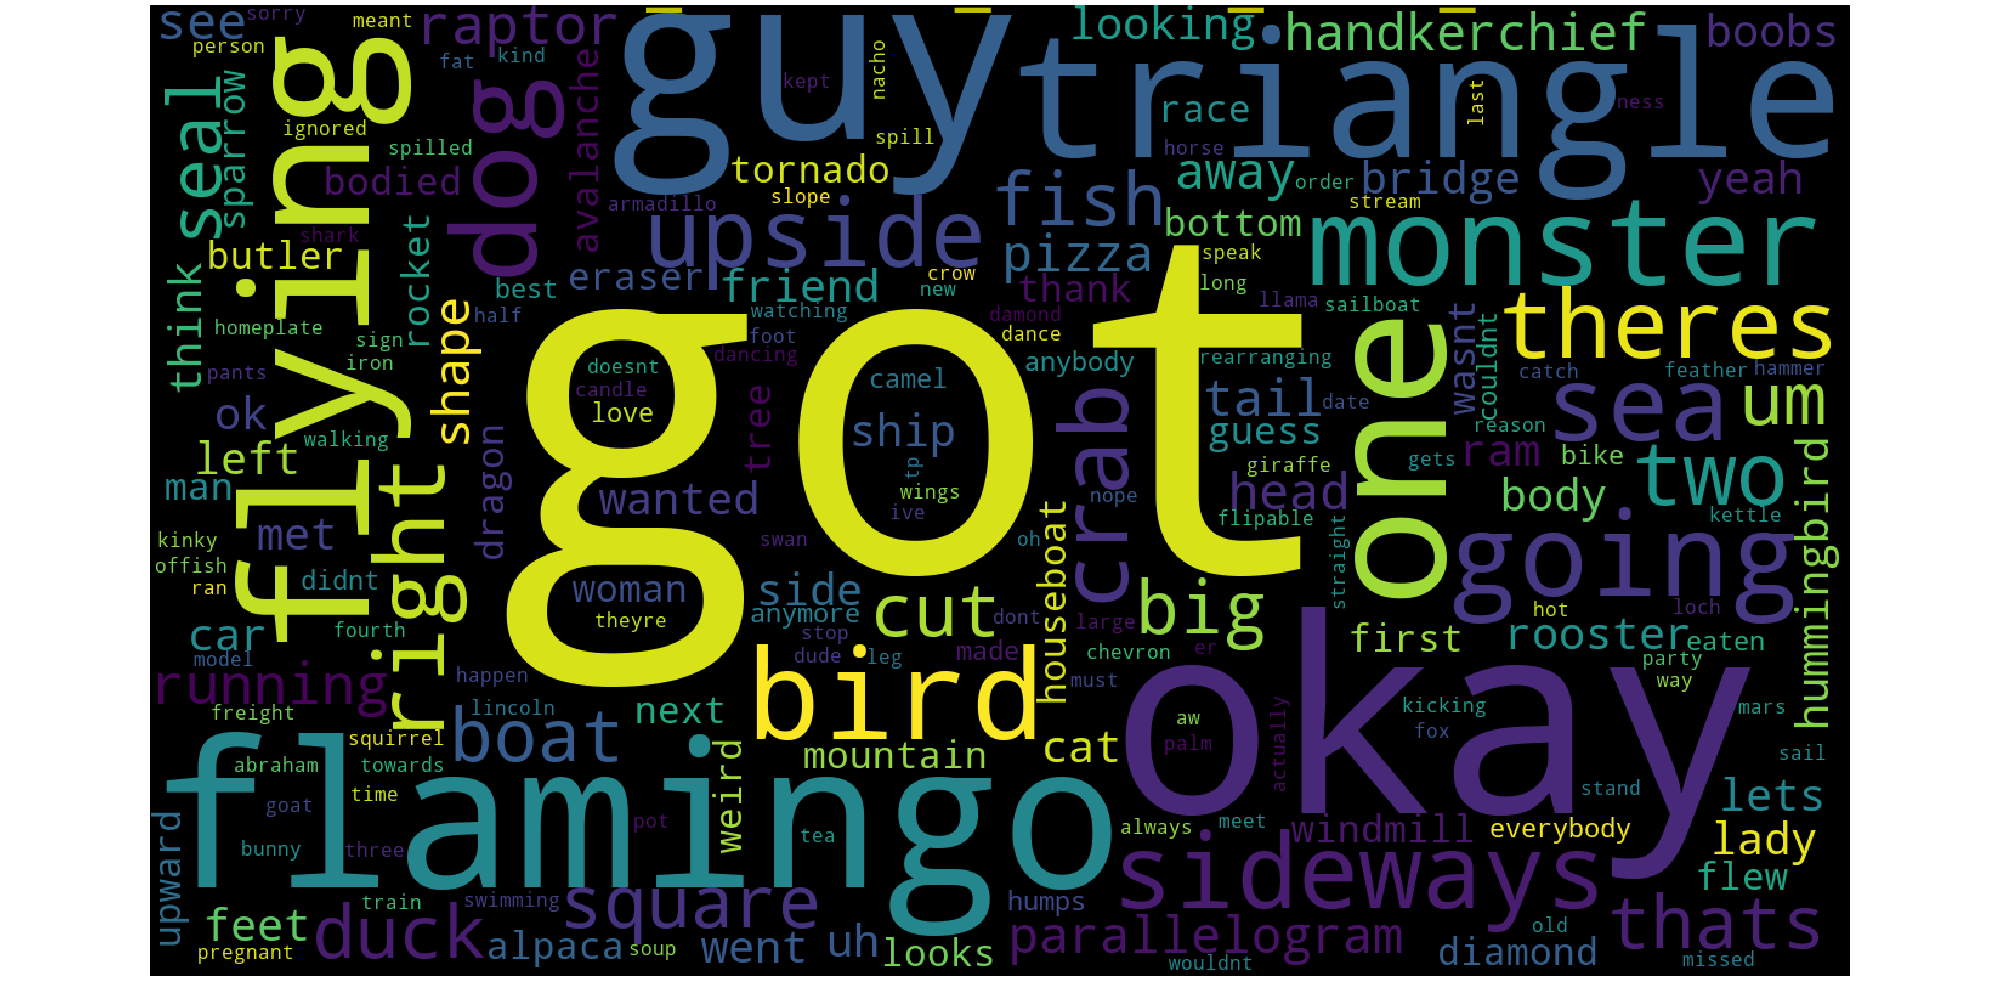 see
sorry
meant
raptor
guy
looking
handkerchief
boobs
person
fat
kind
flying
dog
avalanche
kept
nacho
triangle
race
last
ness
seal
sparrow
ignored
spilled
bodied
spill
horse
tornado
slope
armadillo
upside
fish
away
order
bridge
stream
yeah
think
shark
butler
rocket
bottom
monster
eraser
friend
crow
new
pizza
speak
long
thank
llama
sailboat
theres
best
half
shape
homeplate
sign
iron
pants
watching
foot
dancing
damond
dance
anybody
rearranging
one
wasnt
couldnt
catch
feather
hammer
got
doesnt
candle
love
camel
ship
tp
wings
ive
crab
tail
date
guess
reason
sea
um
ok
walking
left
right
dragon
tree
giraffe
gets
ram
bike
two
man
wanted
head
nope
body
kettle
hummingbird
met
kinky
offish
ran
didnt
swan
oh
houseboat
flipable
straight
going
woman
theyre
side
anymore
cut
dont
big
large
hot
loch
car
fourth
model
stop
dude
leg
made
chevron
er
first
rooster
eaten
running
happen
bird
must
party
way
freight
lincoln
boat
next
aw
palm
okay
kicking
fox
mars
squirrel
abraham
towards
weird
mountain
cat
actually
sail
time
goat
flamingo
pot
tea
always
meet
windmill
stand
everybody
lets
lady
upward
bunny
three
sideways
flew
train
swimming
square
humps
feet
duck
alpaca
soup
went
uh
looks
parallelogram
wouldnt
diamond
old
thats
missed
pregnant